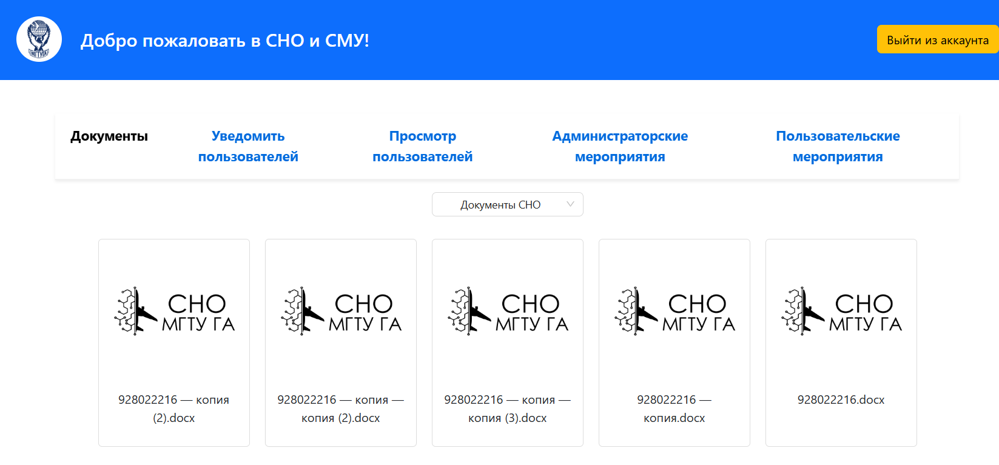 МГТУГА
Добро пожаловать в СНО и СМУ!
Выйти из аккаунта
Документы
Уведомить
пользователей
Просмотр
пользователей
Администраторские
мероприятия
Пользовательские
мероприятия
Документы СНО
СНО
МГТУ ГА
928022216 — копия
(2).docx
СНО
МГТУ ГА
928022216 — копия —
копия (2).docx
СНО
МГТУ ГА
928022216 — копия —
копия (3).docx
СНО
МГТУ ГА
928022216 —
копия.docx
СНО
МГТУ ГА
928022216.docx